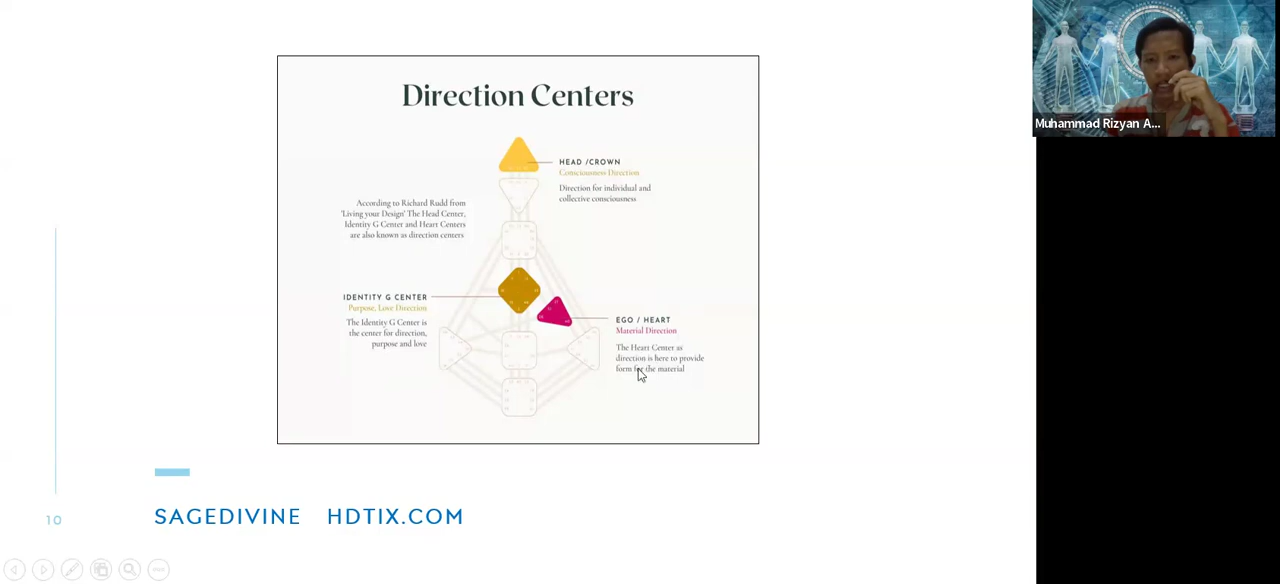 Direction Centers
HEAD /CROWN
Consciousness Direction
Direction for individual and
collective consciousness
According to Richard Rudd from
'Living your Design' The Head Center,
Identity G Center and Heart Centers
are also known as direction centers
IDENTITY G CENTER
Purpose, Love Direction
The Identity G Center is
the center for direction,
purpose and love
EGO / HEART
Material Direction
The Heart Center as
direction is here to provide
form for the material
10
SAGEDIVINE HDTIX.COM
Muhammad Rizyan A...